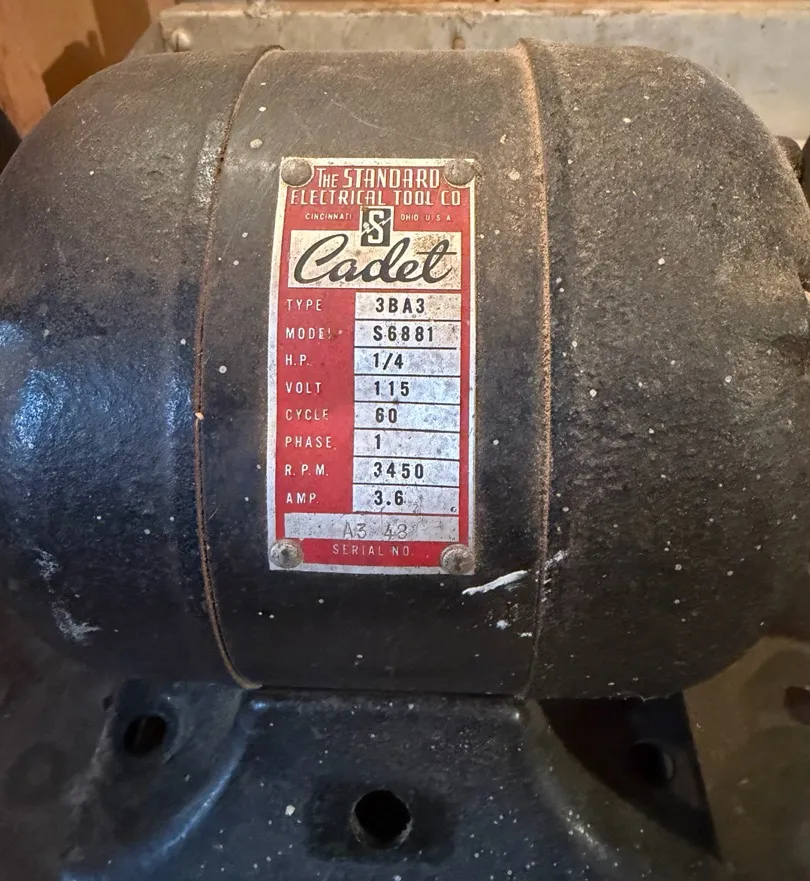 THE STANDARD
ELECTRICAL TOOL CO
CINCINNATI S OHIO U.S.A.
Cadet
TYPE 3BA3
MODEL S6881
H.P. 1/4
VOLT 115
CYCLE 60
PHASE 1
R.P.M. 3450
AMP. 3.6
A3 48
SERIAL NO.